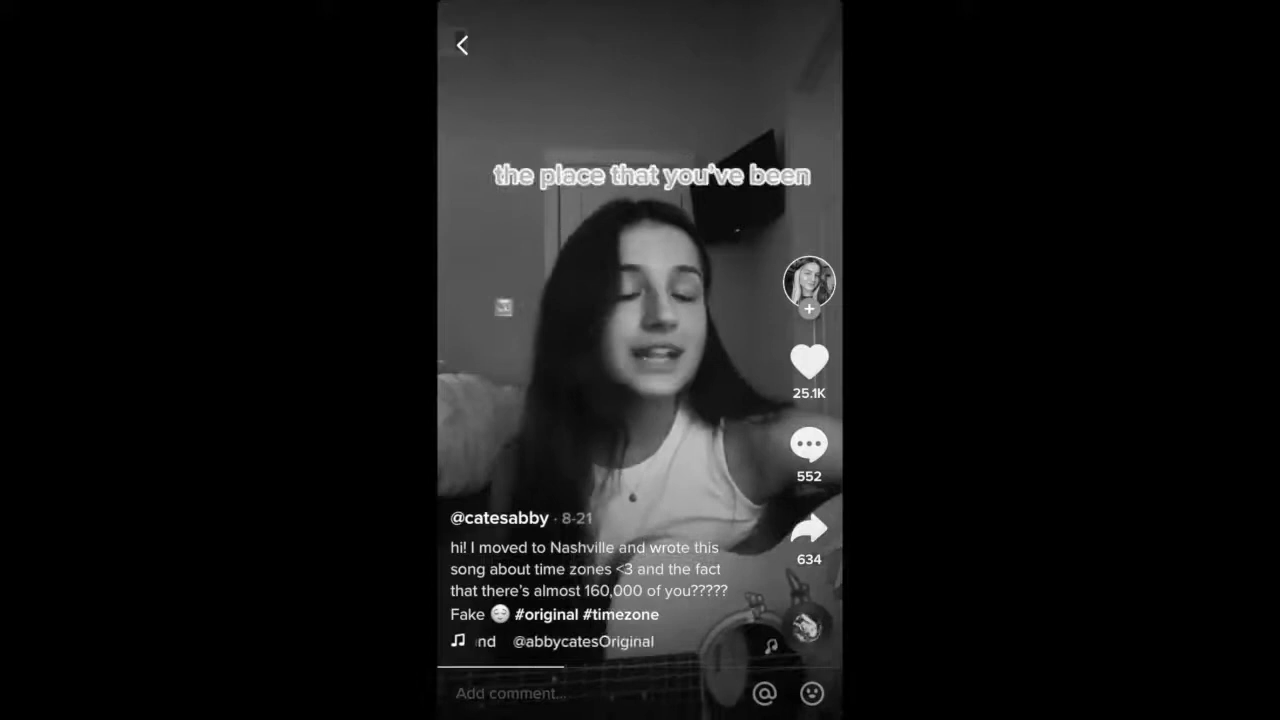 the place that you've been
25.1K
552
@catesabby · 8-21
634
hi! I moved to Nashville and wrote this
song about time zones <3 and the fact
that there's almost 160,000 of you?????
Fake 😌 #original #timezone
nd @abbycatesOriginal
Add comment...